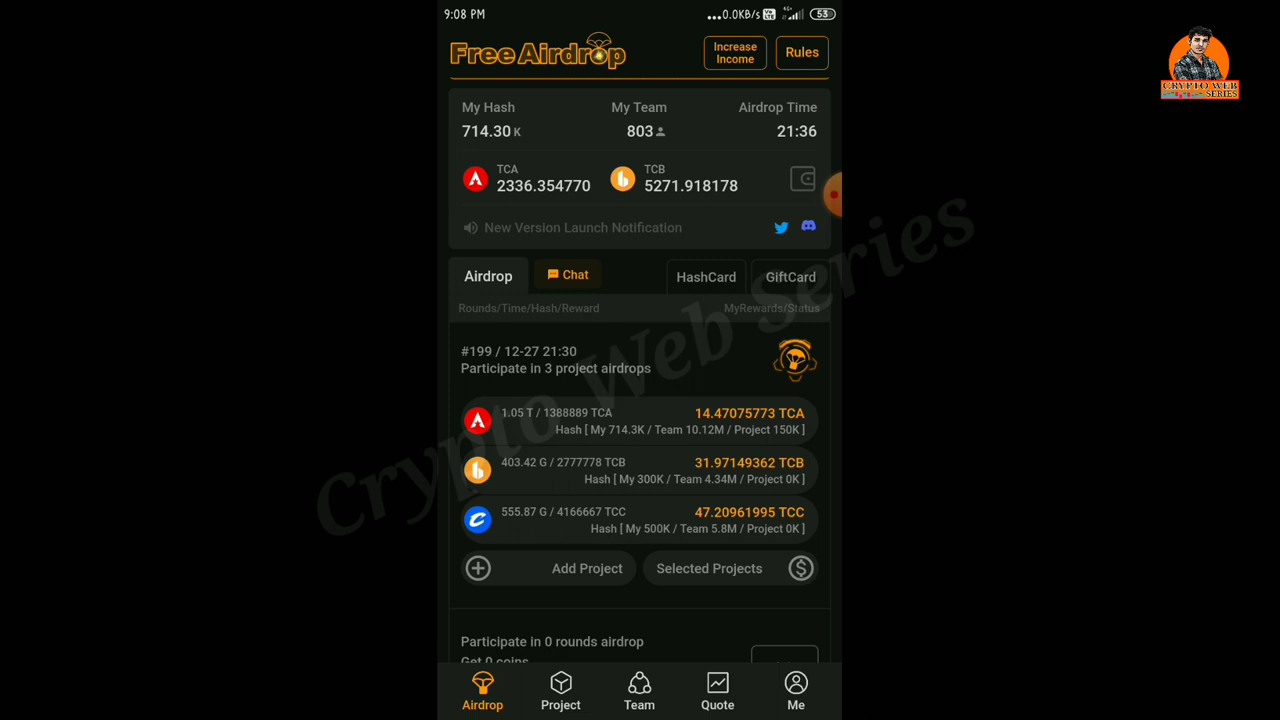 9:08 PM
...0.0KB/s
4G+
53
Free Airdrop
Increase
Income
Rules
CRYPTO WEB
SERIES
My Hash
My Team
Airdrop Time
714.30 K
803
21:36
TCA
2336.354770
TCB
5271.918178
New Version Launch Notification
Airdrop
Chat
HashCard
GiftCard
Rounds/Time/Hash/Reward
MyRewards/Status
#199 / 12-27 21:30
Participate in 3 project airdrops
1.05 T / 1388889 TCA
14.47075773 TCA
Hash [ My 714.3K / Team 10.12M / Project 150K ]
403.42 G / 2777778 TCB
31.97149362 TCB
Hash [ My 300K / Team 4.34M / Project 0K ]
555.87 G / 4166667 TCC
47.20961995 TCC
Hash [ My 500K / Team 5.8M / Project 0K ]
Add Project
Selected Projects
Participate in 0 rounds airdrop
Get 0 coins
Airdrop
Project
Team
Quote
Me
Crypto Web Series